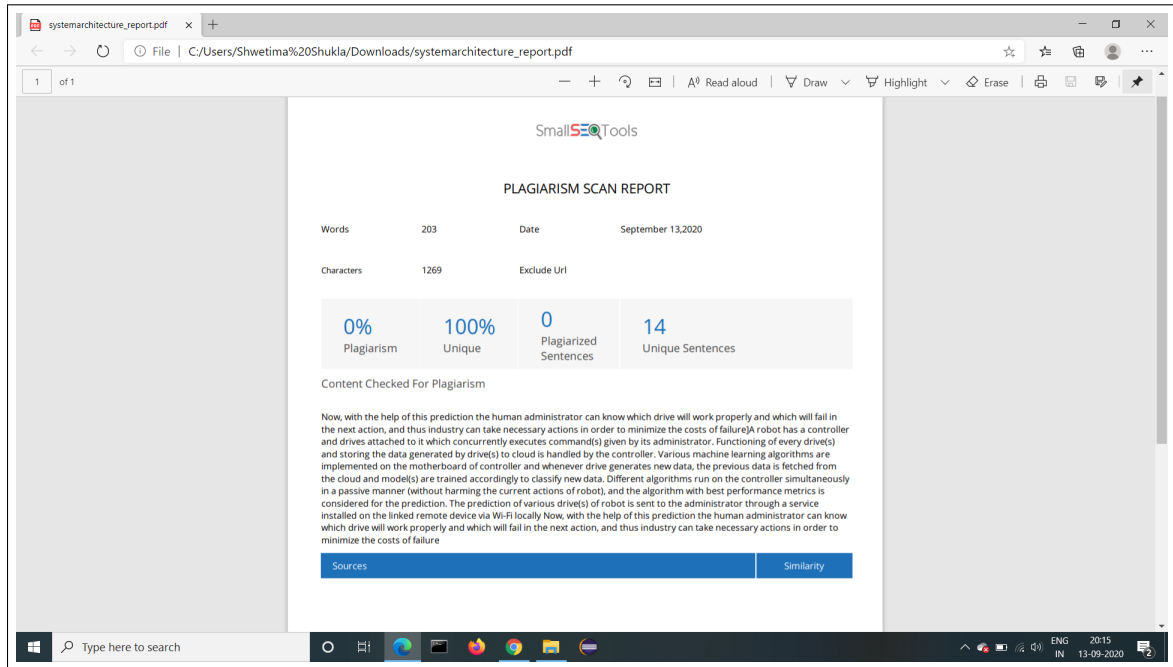 systemarchitecture_report.pdf
File | C:/Users/Shwetima%20Shukla/Downloads/systemarchitecture_report.pdf
1 of 1 Read aloud Draw Highlight Erase
SmallSEOTools
PLAGIARISM SCAN REPORT
Words 203 Date September 13,2020
Characters 1269 Exclude Url
0% 100% 0 14
Plagiarism Unique Plagiarized Sentences Unique Sentences
Content Checked For Plagiarism
Now, with the help of this prediction the human administrator can know which drive will work properly and which will fail in
the next action, and thus industry can take necessary actions in order to minimize the costs of failure]A robot has a controller
and drives attached to it which concurrently executes command(s) given by its administrator. Functioning of every drive(s)
and storing the data generated by drive(s) to cloud is handled by the controller. Various machine learning algorithms are
implemented on the motherboard of controller and whenever drive generates new data, the previous data is fetched from
the cloud and model(s) are trained accordingly to classify new data. Different algorithms run on the controller simultaneously
in a passive manner (without harming the current actions of robot), and the algorithm with best performance metrics is
considered for the prediction. The prediction of various drive(s) of robot is sent to the administrator through a service
installed on the linked remote device via Wi-Fi locally Now, with the help of this prediction the human administrator can know
which drive will work properly and which will fail in the next action, and thus industry can take necessary actions in order to
minimize the costs of failure
Sources Similarity
Type here to search ENG 20:15
IN 13-09-2020 2